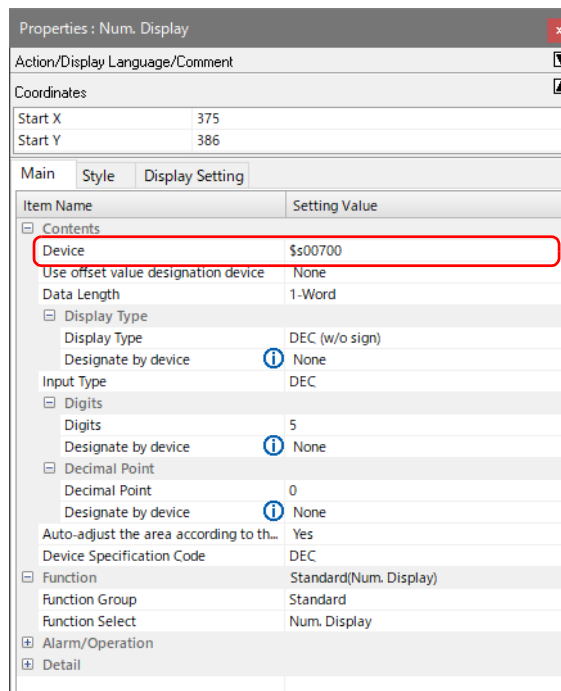 Properties : Num. Display
Action/Display Language/Comment
Coordinates
Start X 375
Start Y 386
Main Style Display Setting
Item Name Setting Value
Contents
Device $s00700
Use offset value designation device None
Data Length 1-Word
Display Type
Display Type DEC (w/o sign)
Designate by device None
Input Type DEC
Digits
Digits 5
Designate by device None
Decimal Point
Decimal Point 0
Designate by device None
Auto-adjust the area according to th... Yes
Device Specification Code DEC
Function Standard(Num. Display)
Function Group Standard
Function Select Num. Display
Alarm/Operation
Detail